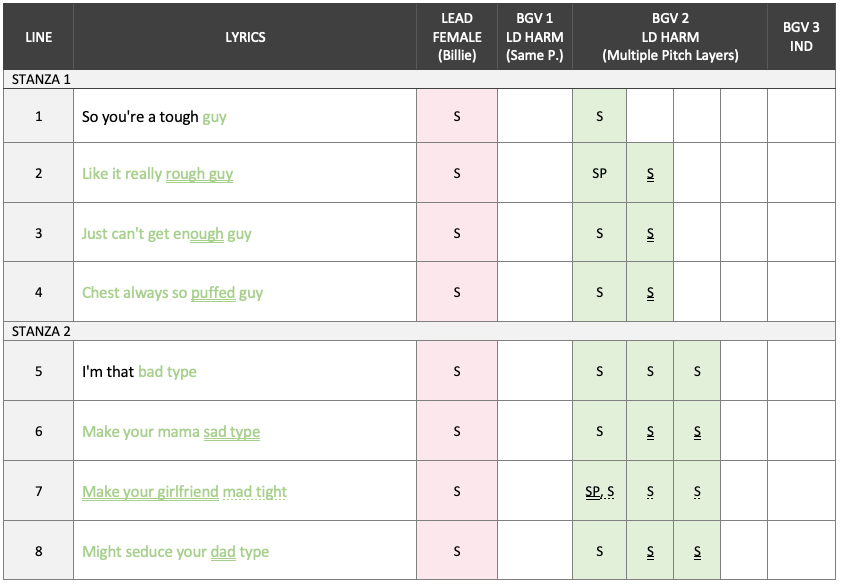 LINE LYRICS LEAD FEMALE (Billie) BGV 1 LD HARM (Same P.) BGV 2 LD HARM (Multiple Pitch Layers) BGV 3 IND
STANZA 1
1 So you're a tough guy S S
2 Like it really rough guy S SP S
3 Just can't get enough guy S S S
4 Chest always so puffed guy S S S
STANZA 2
5 I'm that bad type S S S S
6 Make your mama sad type S S S S
7 Make your girlfriend mad tight S SP, S S S
8 Might seduce your dad type S S S S